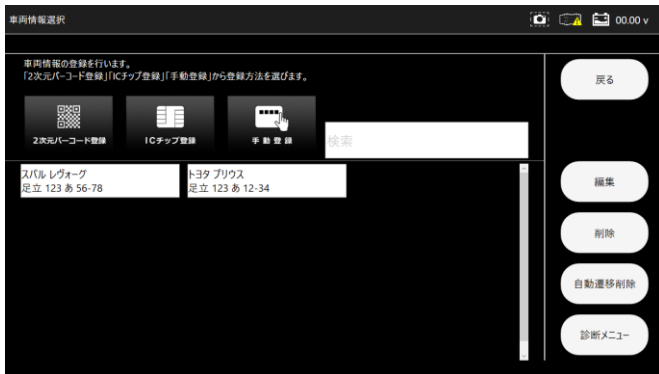 車両情報選択
00.00 v
車両情報の登録を行います。
「2次元バーコード登録」「ICチップ登録」「手動登録」から登録方法を選びます。
戻る
2次元バーコード登録
ICチップ登録
手動登録
検索
スバル レヴォーグ
足立 123 あ 56-78
トヨタ プリウス
足立 123 あ 12-34
編集
削除
自動遷移削除
診断メニュー